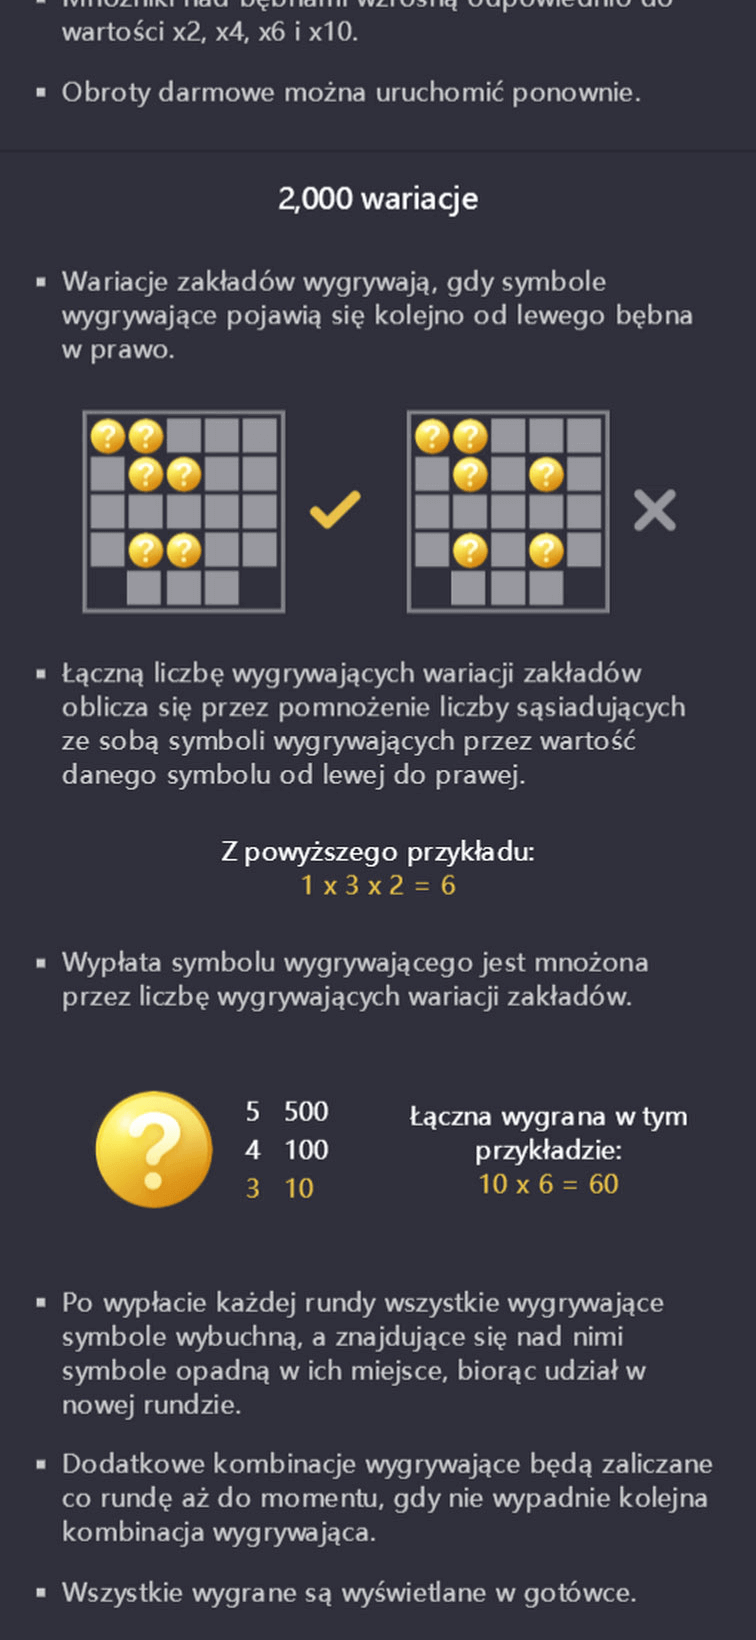 Mnożniki nad bębnami wzrosną odpowiednio do
wartości x2, x4, x6 i x10.
▪ Obroty darmowe można uruchomić ponownie.
2,000 wariacje
▪ Wariacje zakładów wygrywają, gdy symbole
wygrywające pojawią się kolejno od lewego bębna
w prawo.
? ? ? ?
? ? ? ?
? ? ? ?
▪ Łączną liczbę wygrywających wariacji zakładów
oblicza się przez pomnożenie liczby sąsiadujących
ze sobą symboli wygrywających przez wartość
danego symbolu od lewej do prawej.
Z powyższego przykładu:
1 x 3 x 2 = 6
▪ Wypłata symbolu wygrywającego jest mnożona
przez liczbę wygrywających wariacji zakładów.
?
5 500
4 100
3 10
Łączna wygrana w tym
przykładzie:
10 x 6 = 60
▪ Po wypłacie każdej rundy wszystkie wygrywające
symbole wybuchną, a znajdujące się nad nimi
symbole opadną w ich miejsce, biorąc udział w
nowej rundzie.
▪ Dodatkowe kombinacje wygrywające będą zaliczane
co rundę aż do momentu, gdy nie wypadnie kolejna
kombinacja wygrywająca.
▪ Wszystkie wygrane są wyświetlane w gotówce.